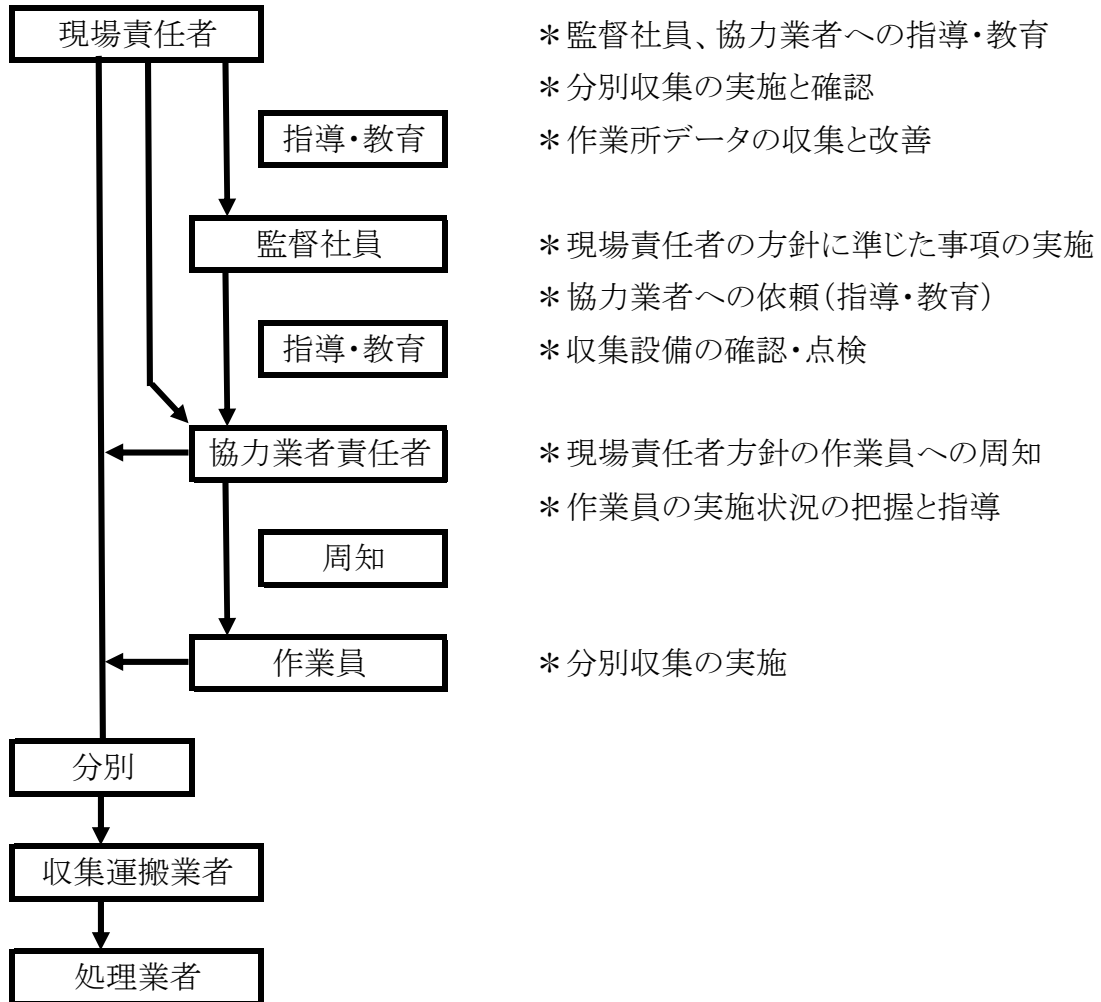 現場責任者
＊監督社員、協力業者への指導・教育
＊分別収集の実施と確認
指導・教育
＊作業所データの収集と改善
監督社員
＊現場責任者の方針に準じた事項の実施
＊協力業者への依頼（指導・教育）
指導・教育
＊収集設備の確認・点検
協力業者責任者
＊現場責任者方針の作業員への周知
＊作業員の実施状況の把握と指導
周知
作業員
＊分別収集の実施
分別
収集運搬業者
処理業者